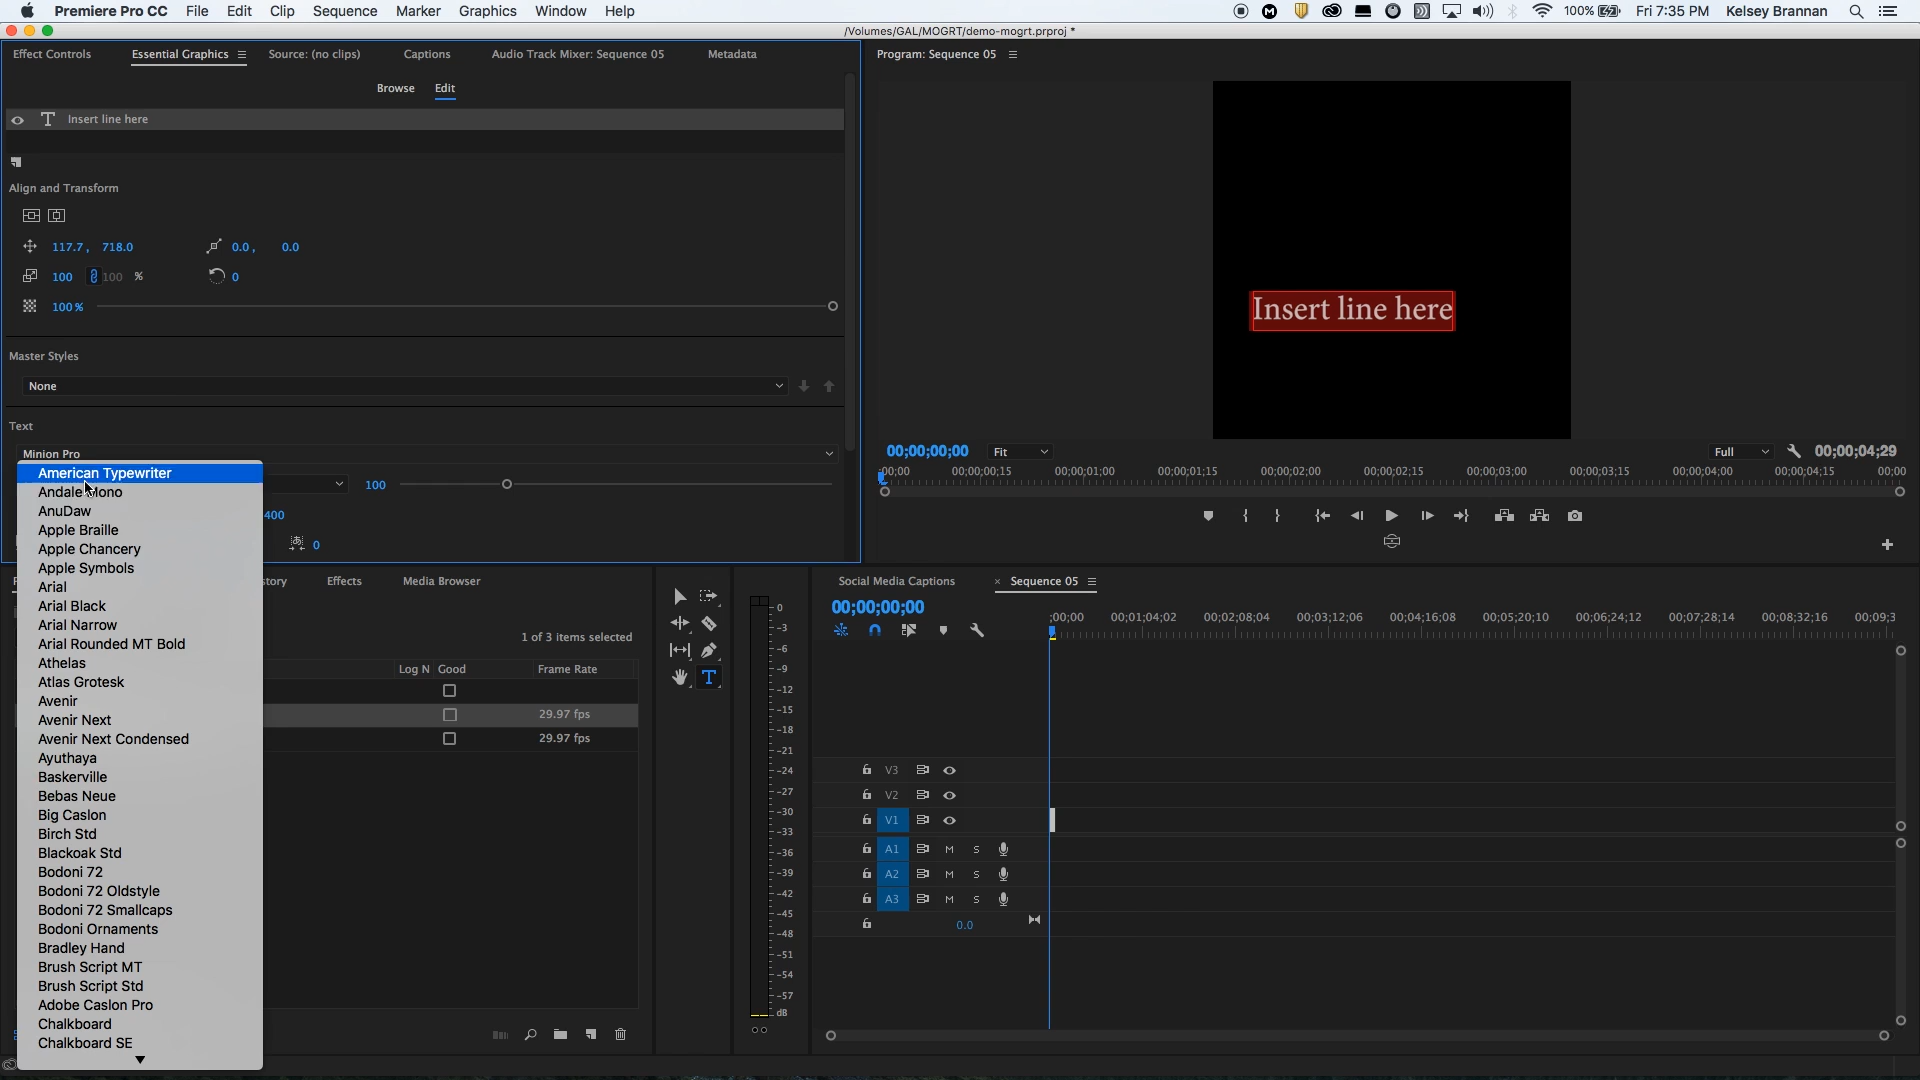 Premiere Pro CC File Edit Clip Sequence Marker Graphics Window Help 100% Fri 7:35 PM Kelsey Brannan
/Volumes/GAL/MOGRT/demo-mogrt.prproj *
Effect Controls Essential Graphics Source: (no clips) Captions Audio Track Mixer: Sequence 05 Metadata
Browse Edit
Insert line here
Align and Transform
117.7, 718.0 0.0, 0.0
100 100 % 0
100 %
Master Styles
None
Text
Minion Pro
100
400
0
American Typewriter
Andale Mono
AnuDaw
Apple Braille
Apple Chancery
Apple Symbols
Arial
Arial Black
Arial Narrow
Arial Rounded MT Bold
Athelas
Atlas Grotesk
Avenir
Avenir Next
Avenir Next Condensed
Ayuthaya
Baskerville
Bebas Neue
Big Caslon
Birch Std
Blackoak Std
Bodoni 72
Bodoni 72 Oldstyle
Bodoni 72 Smallcaps
Bodoni Ornaments
Bradley Hand
Brush Script MT
Brush Script Std
Adobe Caslon Pro
Chalkboard
Chalkboard SE
Program: Sequence 05
Insert line here
00;00;00;00 Fit Full 00;00;04;29
;00;00 00;00;00;15 00;00;01;00 00;00;01;15 00;00;02;00 00;00;02;15 00;00;03;00 00;00;03;15 00;00;04;00 00;00;04;15 00;00
story Effects Media Browser
1 of 3 items selected
Log N Good Frame Rate
29.97 fps
29.97 fps
0
-3
-6
-9
-12
-15
-18
-21
-24
-27
-30
-33
-36
-39
-42
-45
-48
-51
-54
-57
dB
Social Media Captions × Sequence 05
00;00;00;00
;00;00 00;01;04;02 00;02;08;04 00;03;12;06 00;04;16;08 00;05;20;10 00;06;24;12 00;07;28;14 00;08;32;16 00;09;3
V3
V2
V1
A1 M S
A2 M S
A3 M S
0.0